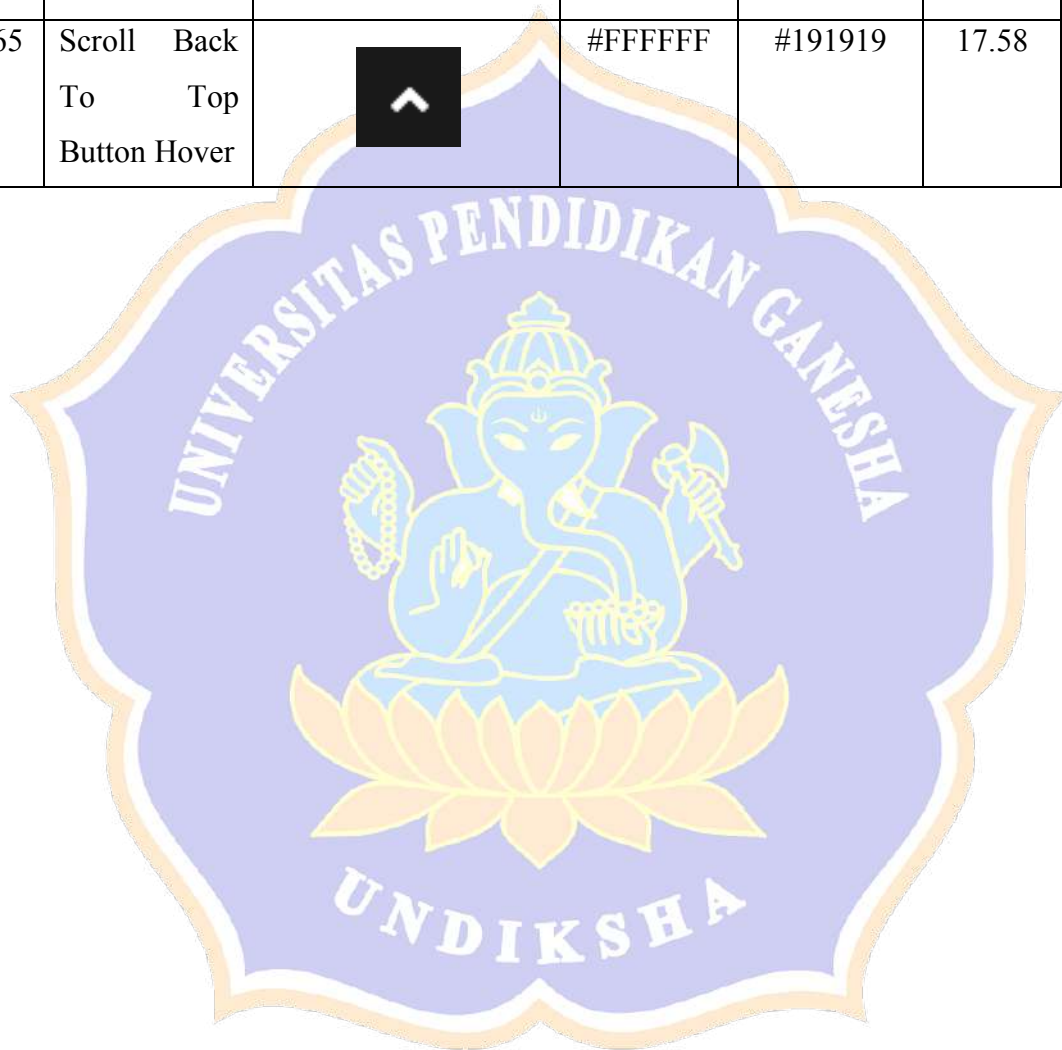 65 Scroll Back #FFFFFF #191919 17.58
To Top
Button Hover
UNIVERSITAS PENDIDIKAN GANESHA
UNDIKSHA